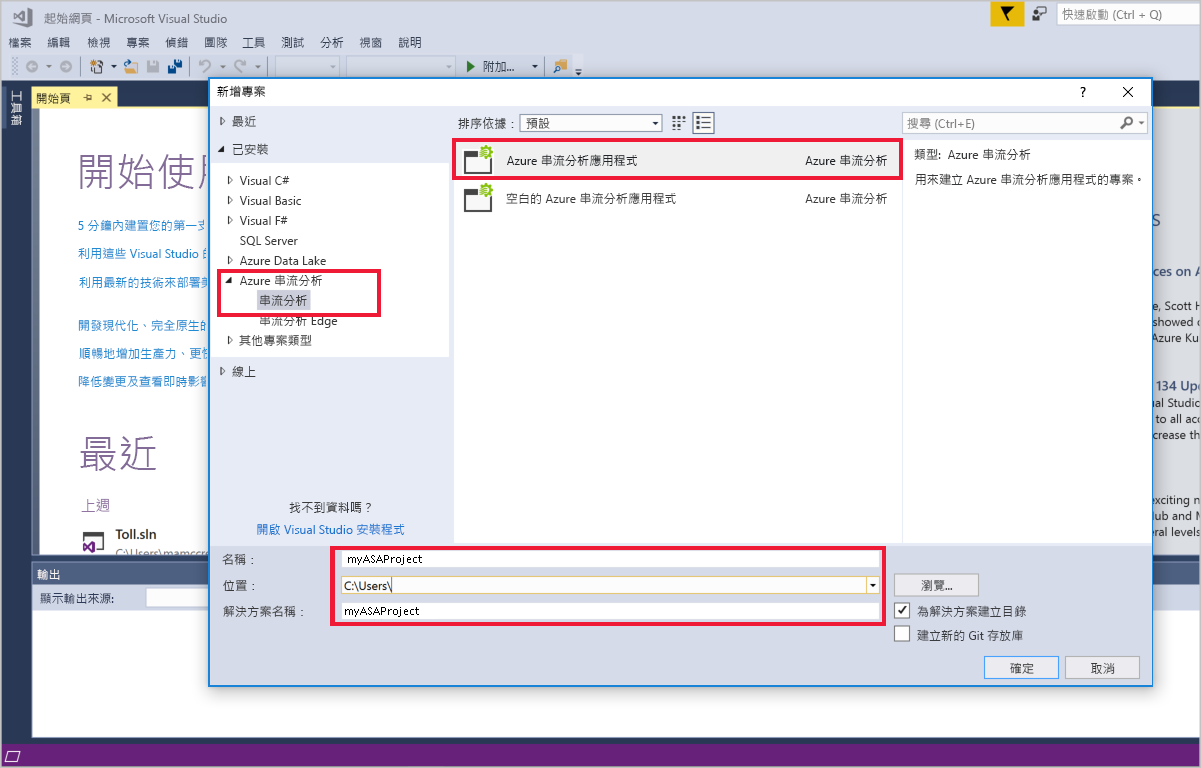 起始網頁 - Microsoft Visual Studio
快速啟動 (Ctrl + Q)
檔案 編輯 檢視 專案 偵錯 團隊 工具 測試 分析 視窗 說明
附加...
工具箱
開始頁
開始使用
5 分鐘內建置您的第一支
利用這些 Visual Studio 的
利用最新的技術來部署
開發現代化、完全原生的
順暢地增加生產力、更
降低變更及查看即時影響
最近
上週
Toll.sln
C:\Users\mamccre
新增專案
?
最近
已安裝
Visual C#
Visual Basic
Visual F#
SQL Server
Azure Data Lake
Azure 串流分析
串流分析
串流分析 Edge
其他專案類型
線上
找不到資料嗎？
開啟 Visual Studio 安裝程式
排序依據： 預設
Azure 串流分析應用程式 Azure 串流分析
空白的 Azure 串流分析應用程式 Azure 串流分析
搜尋 (Ctrl+E)
類型: Azure 串流分析
用來建立 Azure 串流分析應用程式的專案。
名稱： myASAProject
位置： C:\Users\
解決方案名稱： myASAProject
瀏覽...
為解決方案建立目錄
建立新的 Git 存放庫
確定 取消
s
ces on A
e, Scott H
showed
Azure Ku
134 Upd
al Studio
to all acc
crease th
exciting n
Hub and M
eral levels
輸出
顯示輸出來源: